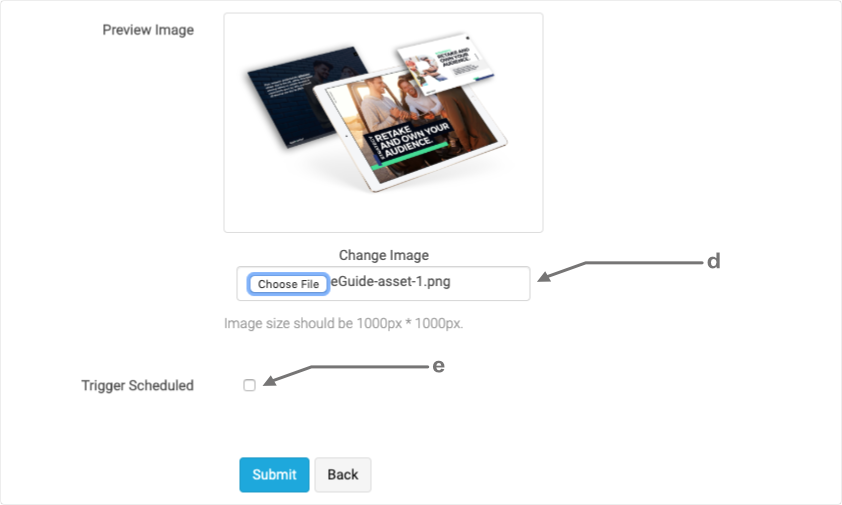 Preview Image
RETAKE AND
OWN YOUR
AUDIENCE.
RETAKE
AND OWN YOUR
AUDIENCE.
Change Image
Choose File eGuide-asset-1.png
d
Image size should be 1000px * 1000px.
Trigger Scheduled
e
Submit Back